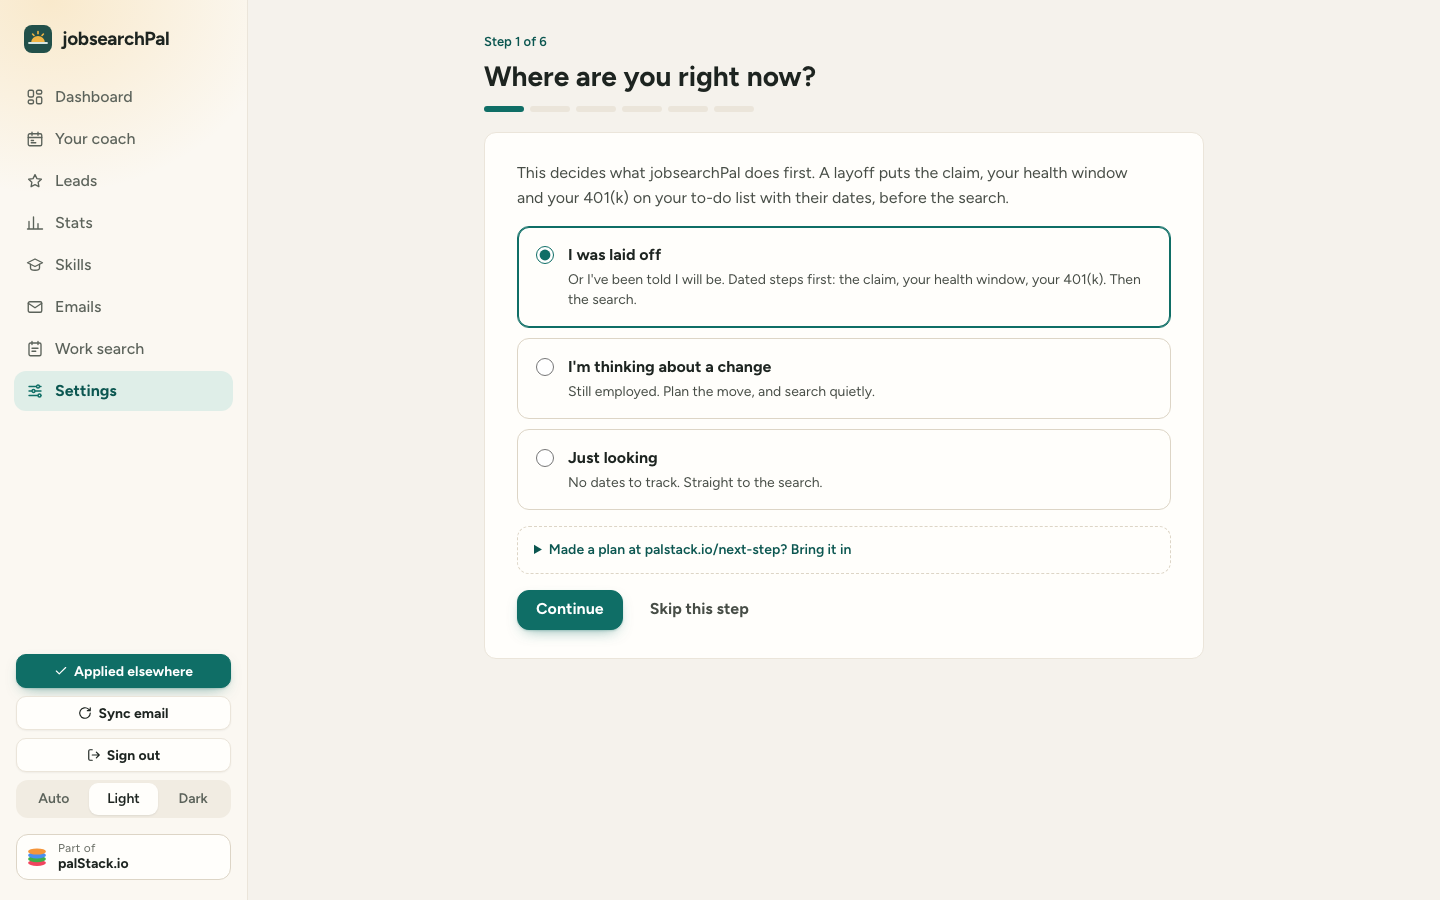 jobsearchPal
Dashboard
Your coach
Leads
Stats
Skills
Emails
Work search
Settings
Applied elsewhere
Sync email
Sign out
Auto
Light
Dark
Part of
palStack.io
Step 1 of 6
Where are you right now?
This decides what jobsearchPal does first. A layoff puts the claim, your health window
and your 401(k) on your to-do list with their dates, before the search.
I was laid off
Or I've been told I will be. Dated steps first: the claim, your health window, your 401(k). Then
the search.
I'm thinking about a change
Still employed. Plan the move, and search quietly.
Just looking
No dates to track. Straight to the search.
Made a plan at palstack.io/next-step? Bring it in
Continue
Skip this step